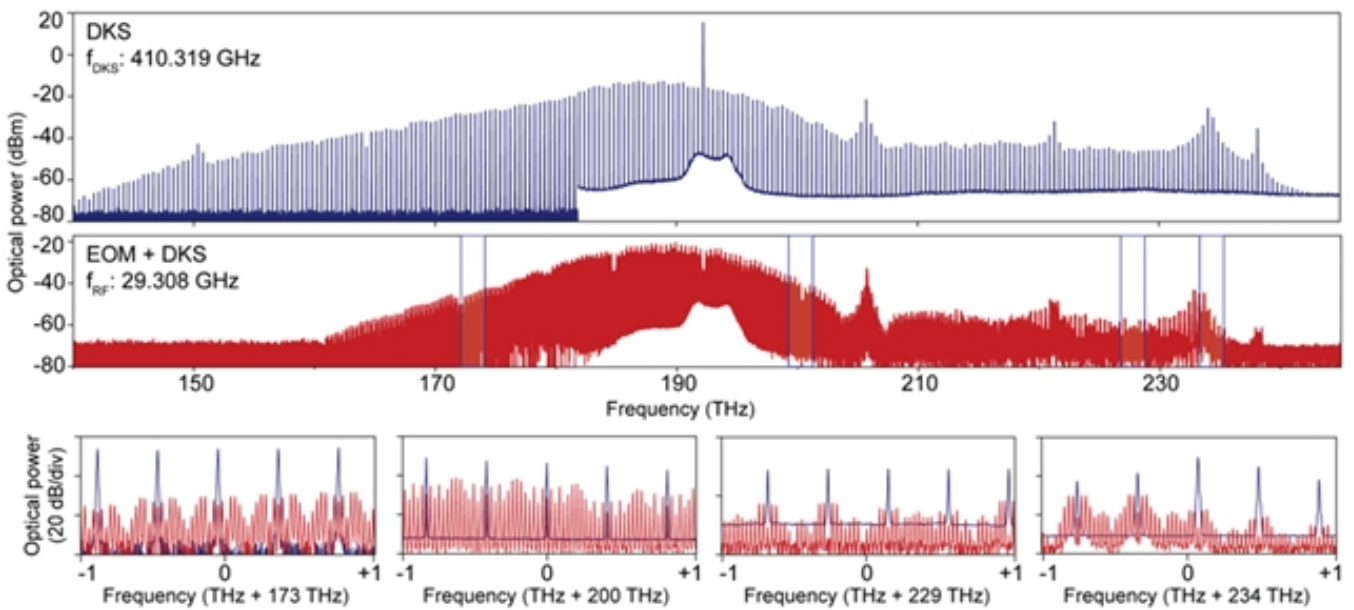 DKS
f_DKS: 410.319 GHz
20
0
-20
-40
-60
-80
Optical power (dBm)
EOM + DKS
f_RF: 29.308 GHz
-20
-40
-60
-80
150 170 190 210 230
Frequency (THz)
Optical power
(20 dB/div)
-1 0 +1
Frequency (THz + 173 THz)
-1 0 +1
Frequency (THz + 200 THz)
-1 0 +1
Frequency (THz + 229 THz)
-1 0 +1
Frequency (THz + 234 THz)